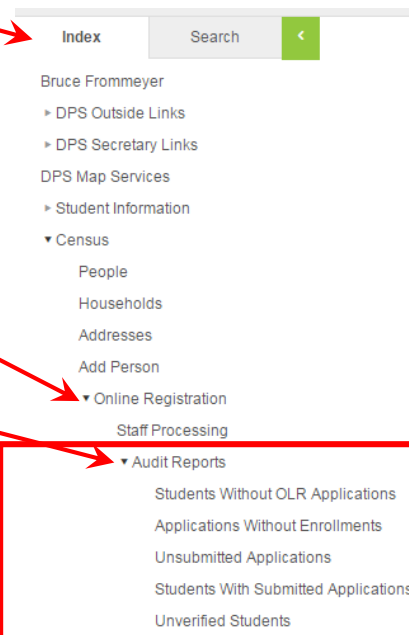 Index Search <
Bruce Frommeyer
▸ DPS Outside Links
▸ DPS Secretary Links
DPS Map Services
▸ Student Information
▾ Census
People
Households
Addresses
Add Person
▾ Online Registration
Staff Processing
▾ Audit Reports
Students Without OLR Applications
Applications Without Enrollments
Unsubmitted Applications
Students With Submitted Applications
Unverified Students